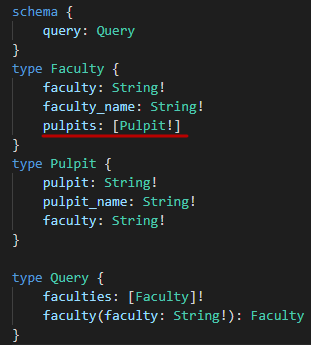 schema {
    query: Query
}
type Faculty {
    faculty: String!
    faculty_name: String!
    pulpits: [Pulpit!]
}
type Pulpit {
    pulpit: String!
    pulpit_name: String!
    faculty: String!
}

type Query {
    faculties: [Faculty]!
    faculty(faculty: String!): Faculty
}